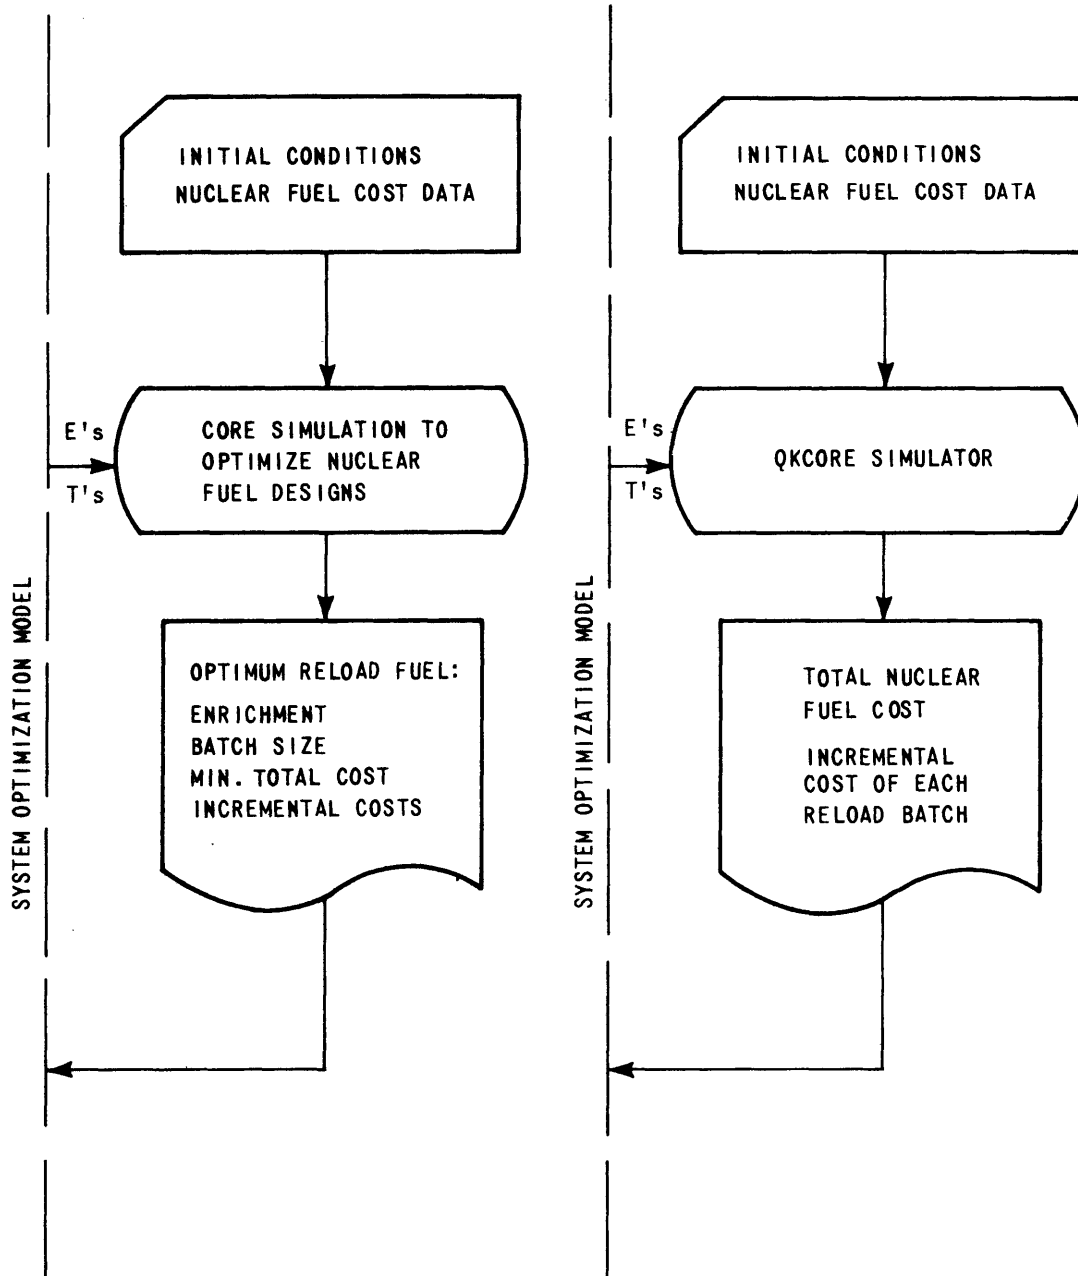 INITIAL CONDITIONS
NUCLEAR FUEL COST DATA
E's
T's
CORE SIMULATION TO
OPTIMIZE NUCLEAR
FUEL DESIGNS
SYSTEM OPTIMIZATION MODEL
OPTIMUM RELOAD FUEL:
ENRICHMENT
BATCH SIZE
MIN. TOTAL COST
INCREMENTAL COSTS
INITIAL CONDITIONS
NUCLEAR FUEL COST DATA
E's
T's
QKCORE SIMULATOR
SYSTEM OPTIMIZATION MODEL
TOTAL NUCLEAR
FUEL COST
INCREMENTAL
COST OF EACH
RELOAD BATCH